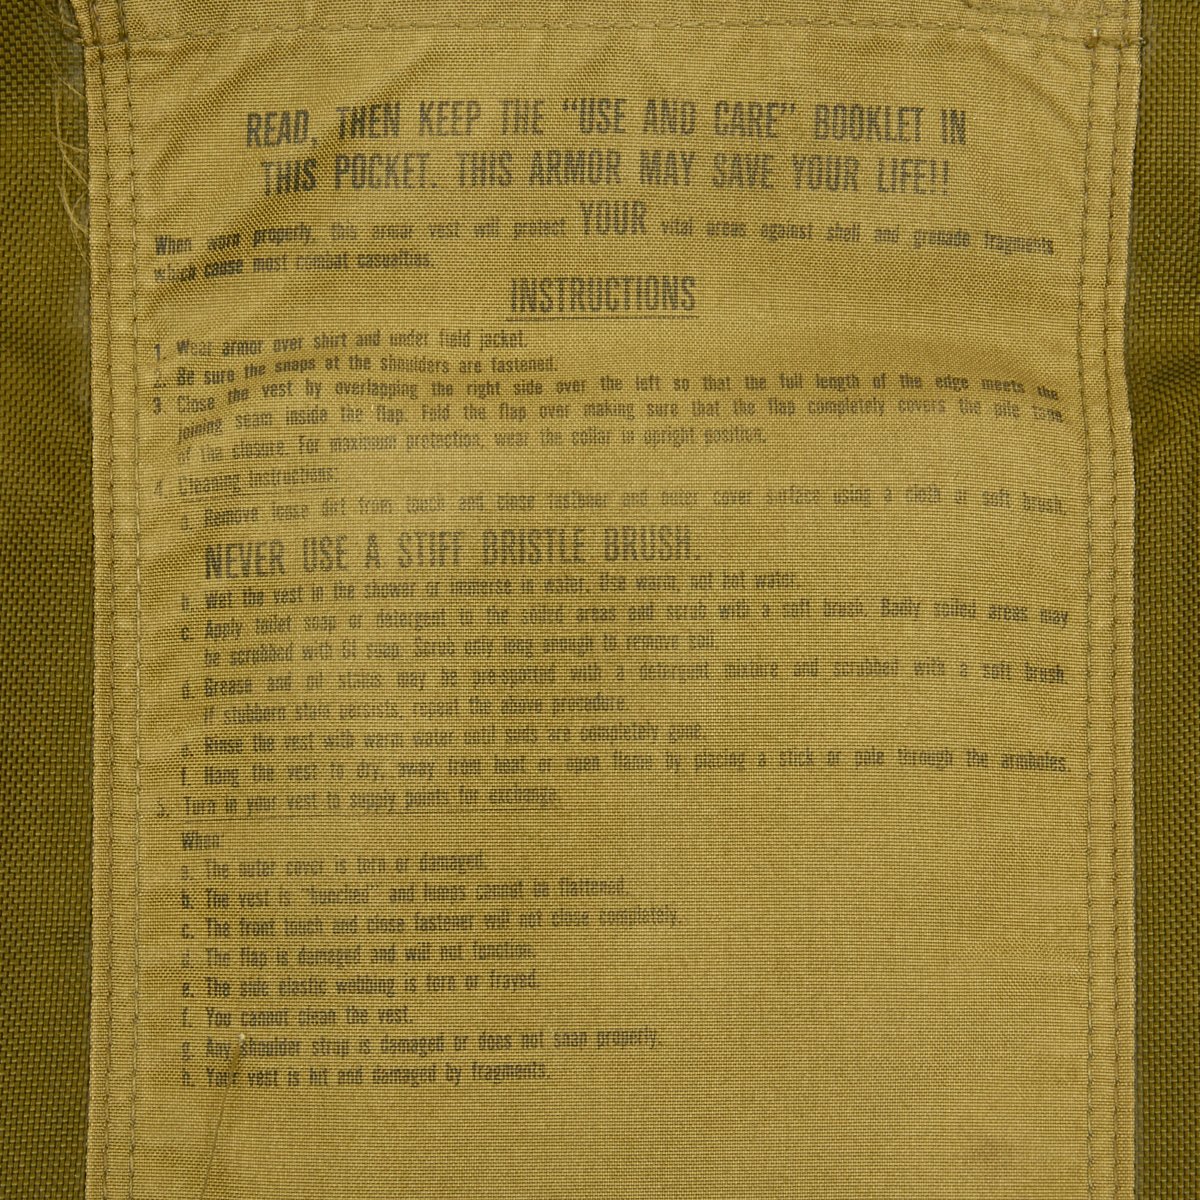 READ, THEN KEEP THE “USE AND CARE” BOOKLET IN
THIS POCKET. THIS ARMOR MAY SAVE YOUR LIFE!!
When worn properly, this armor vest will protect YOUR vital areas against shell and grenade fragments
which cause most combat casualties.
INSTRUCTIONS
1. Wear armor over shirt and under field jacket.
2. Be sure the snaps at the shoulders are fastened.
3. Close the vest by overlapping the right side over the left so that the full length of the edge meets the
joining seam inside the flap. Fold the flap over making sure that the flap completely covers the pile tape
of the closure. For maximum protection, wear the collar in upright position.
4. Cleaning Instructions:
a. Remove loose dirt from touch and close fastener and outer cover surface using a cloth or soft brush.
NEVER USE A STIFF BRISTLE BRUSH.
b. Wet the vest in the shower or immerse in water. Use warm, not hot water.
c. Apply toilet soap or detergent to the soiled areas and scrub with a soft brush. Badly soiled areas may
be scrubbed with GI soap. Scrub only long enough to remove soil.
d. Grease and oil stains may be pre-spotted with a detergent mixture and scrubbed with a soft brush
If stubborn stain persists, repeat the above procedure.
e. Rinse the vest with warm water until suds are completely gone.
f. Hang the vest to dry, away from heat or open flame by placing a stick or pole through the armholes.
5. Turn in your vest to supply points for exchange
When:
a. The outer cover is torn or damaged.
b. The vest is “bunched” and lumps cannot be flattened.
c. The front touch and close fastener will not close completely.
d. The flap is damaged and will not function.
e. The side elastic webbing is torn or frayed.
f. You cannot clean the vest.
g. Any shoulder strap is damaged or does not snap properly.
h. Your vest is hit and damaged by fragments.